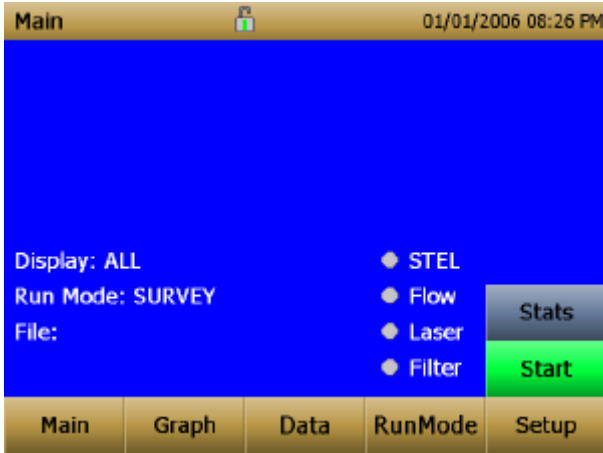 Main 01/01/2006 08:26 PM
Display: ALL
Run Mode: SURVEY
File:
STEL
Flow
Laser
Filter
Stats
Start
Main Graph Data RunMode Setup